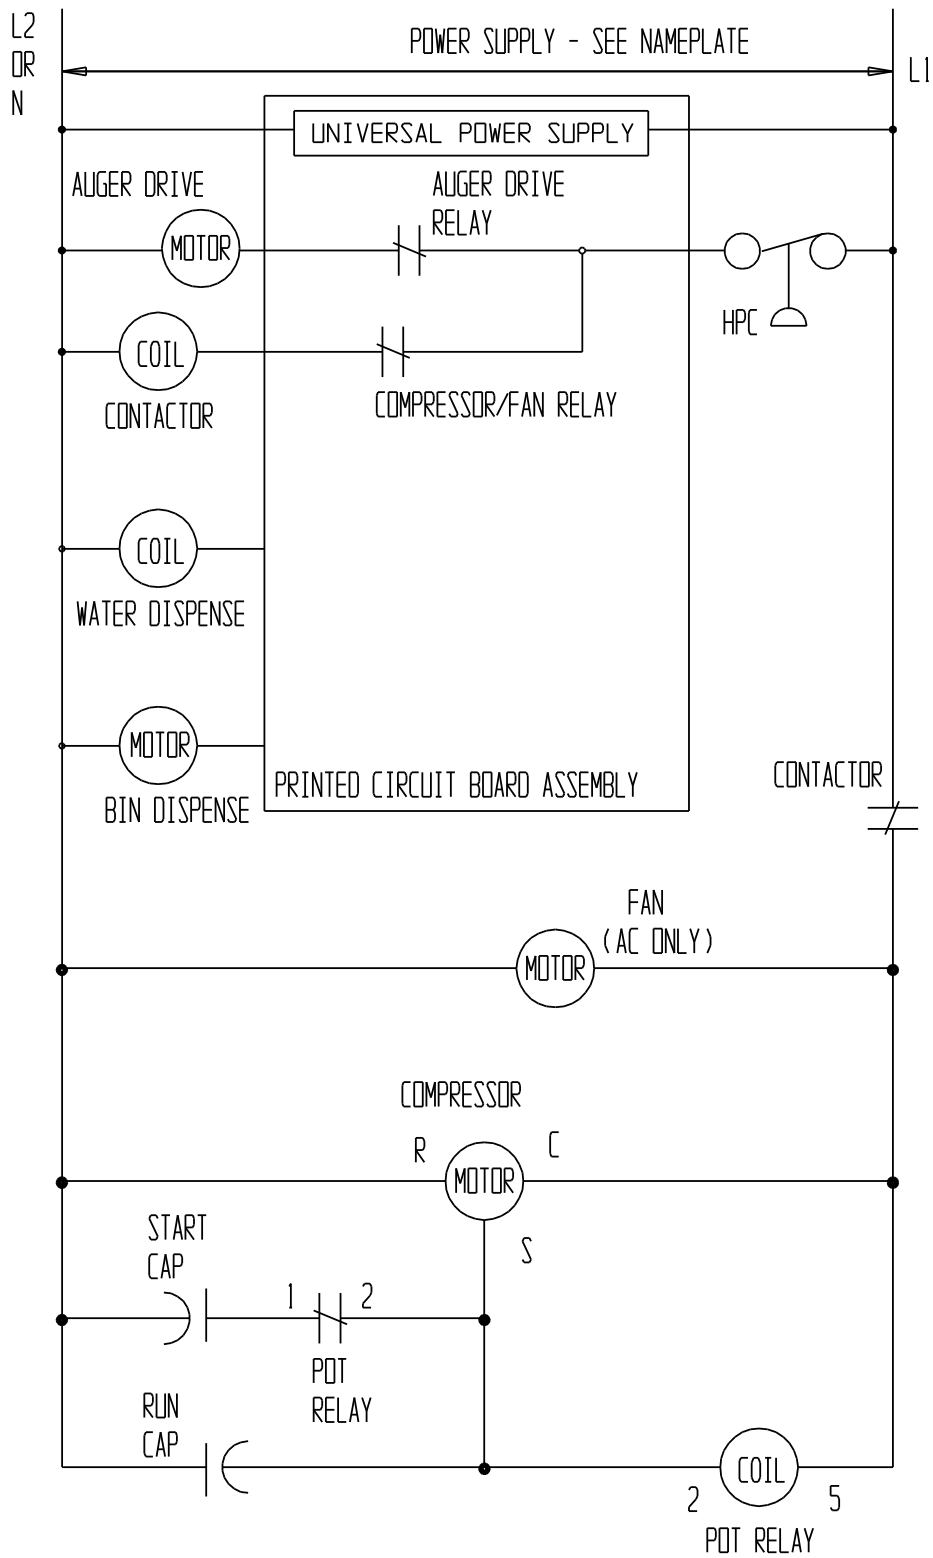 L2
OR
N
POWER SUPPLY - SEE NAMEPLATE
L1
UNIVERSAL POWER SUPPLY
AUGER DRIVE
MOTOR
AUGER DRIVE
RELAY
HPC
COIL
CONTACTOR
COMPRESSOR/FAN RELAY
COIL
WATER DISPENSE
MOTOR
BIN DISPENSE
PRINTED CIRCUIT BOARD ASSEMBLY
CONTACTOR
FAN
(AC ONLY)
MOTOR
COMPRESSOR
R
C
MOTOR
S
START
CAP
1
2
POT
RELAY
RUN
CAP
COIL
2
5
POT RELAY